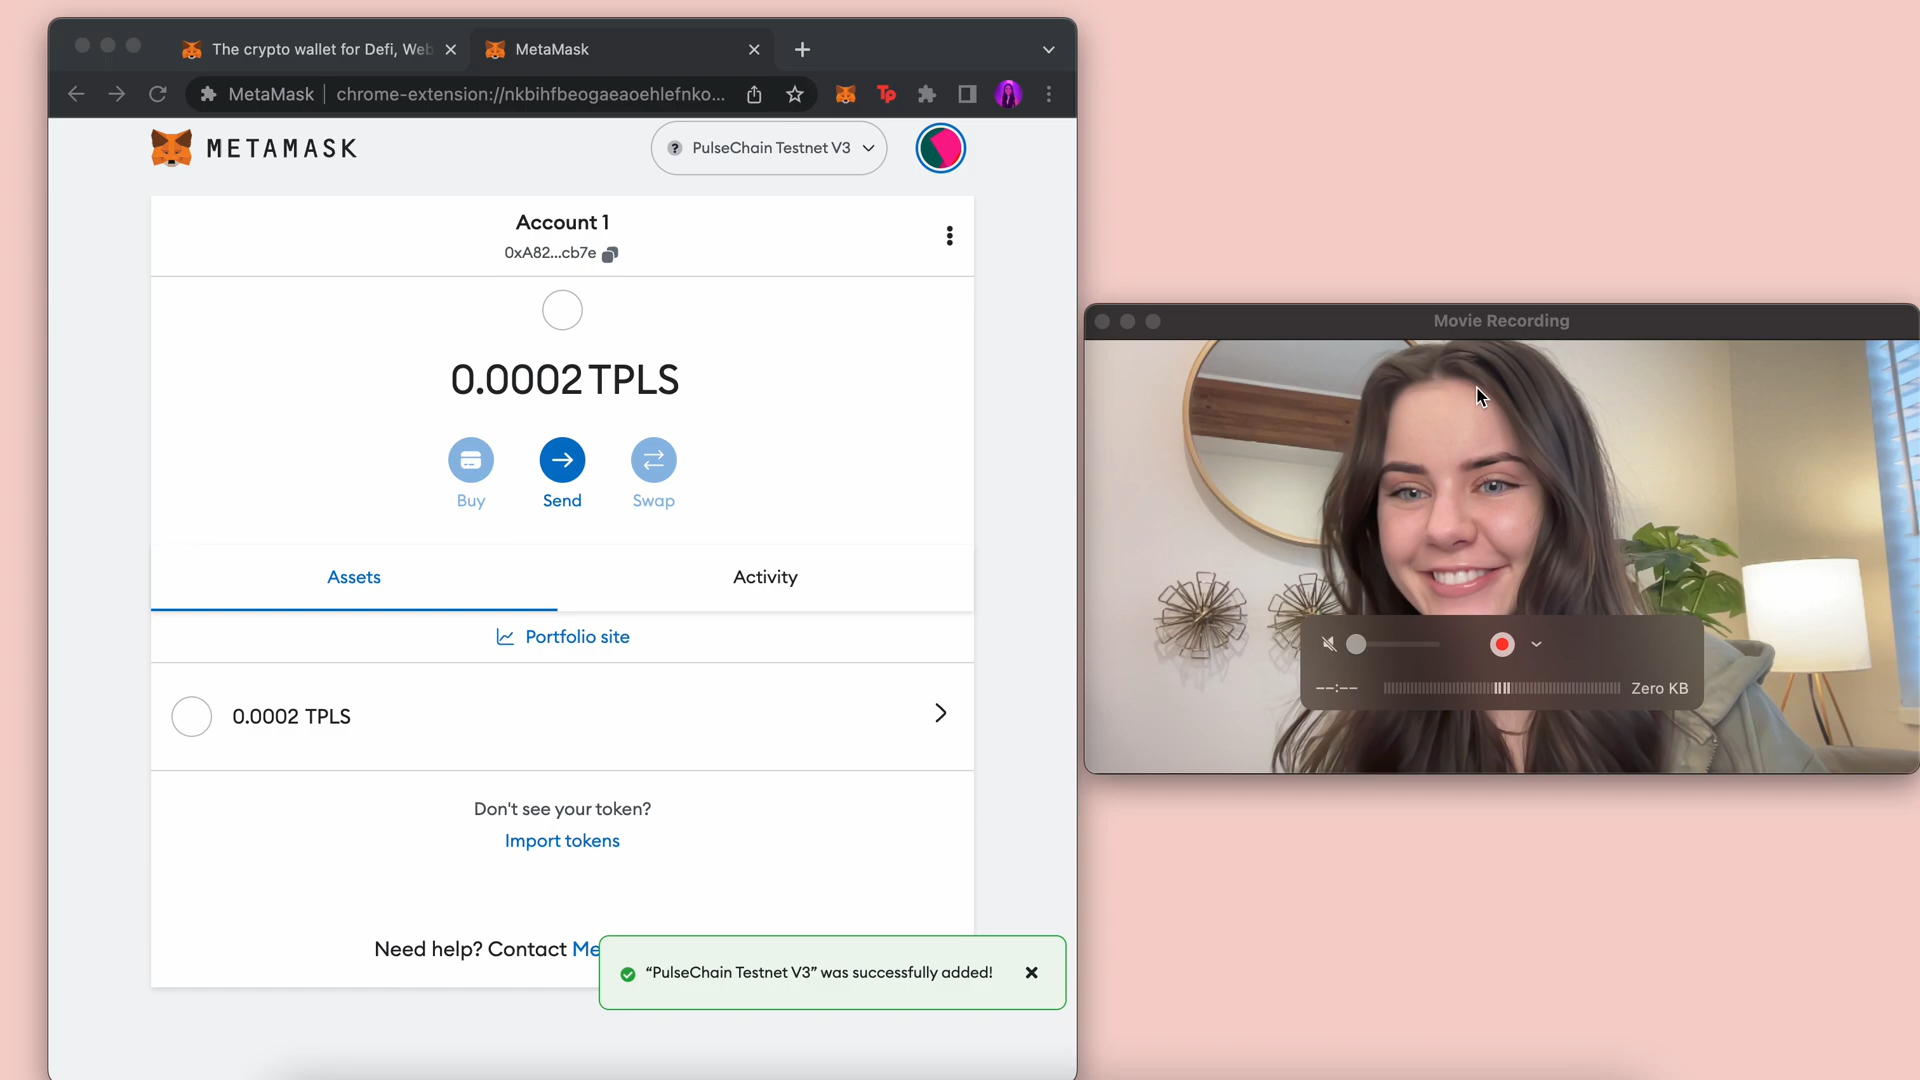 The crypto wallet for Defi, Web
MetaMask
MetaMask
chrome-extension://nkbihfbeogaeaoehlefnko...
Tp
METAMASK
? PulseChain Testnet V3
Account 1
0xA82...cb7e
0.0002 TPLS
Buy
Send
Swap
Assets
Activity
Portfolio site
0.0002 TPLS
Don't see your token?
Import tokens
Need help? Contact Me
“PulseChain Testnet V3” was successfully added!
Movie Recording
--:--
Zero KB